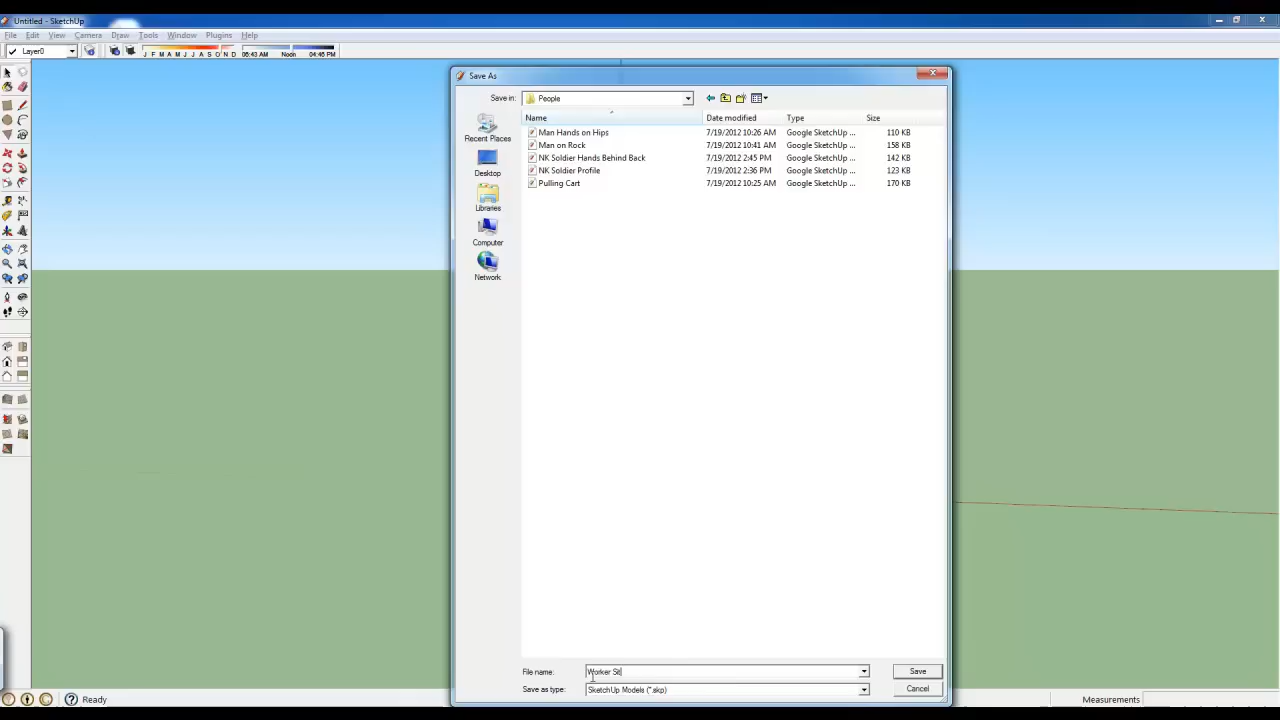 Untitled - SketchUp
File Edit View Camera Draw Tools Window Plugins Help
Layer0
J F M A M J J A S O N D 06:43 AM Noon 04:46 PM
Save As
Save in: People
Name Date modified Type Size
Man Hands on Hips 7/19/2012 10:26 AM Google SketchUp ... 110 KB
Man on Rock 7/19/2012 10:41 AM Google SketchUp ... 158 KB
NK Soldier Hands Behind Back 7/19/2012 2:45 PM Google SketchUp ... 142 KB
NK Soldier Profile 7/19/2012 2:36 PM Google SketchUp ... 123 KB
Pulling Cart 7/19/2012 10:25 AM Google SketchUp ... 170 KB
Recent Places
Desktop
Libraries
Computer
Network
File name: Worker Sit
Save
Save as type: SketchUp Models (*.skp)
Cancel
Ready
Measurements